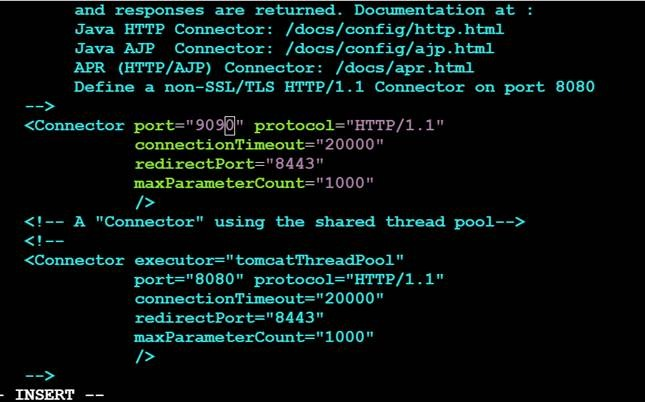 and responses are returned. Documentation at :
Java HTTP Connector: /docs/config/http.html
Java AJP  Connector: /docs/config/ajp.html
APR (HTTP/AJP) Connector: /docs/apr.html
Define a non-SSL/TLS HTTP/1.1 Connector on port 8080
-->
<Connector port="9090" protocol="HTTP/1.1"
connectionTimeout="20000"
redirectPort="8443"
maxParameterCount="1000"
/>
<!-- A "Connector" using the shared thread pool-->
<!--
<Connector executor="tomcatThreadPool"
port="8080" protocol="HTTP/1.1"
connectionTimeout="20000"
redirectPort="8443"
maxParameterCount="1000"
/>
-->
- INSERT --